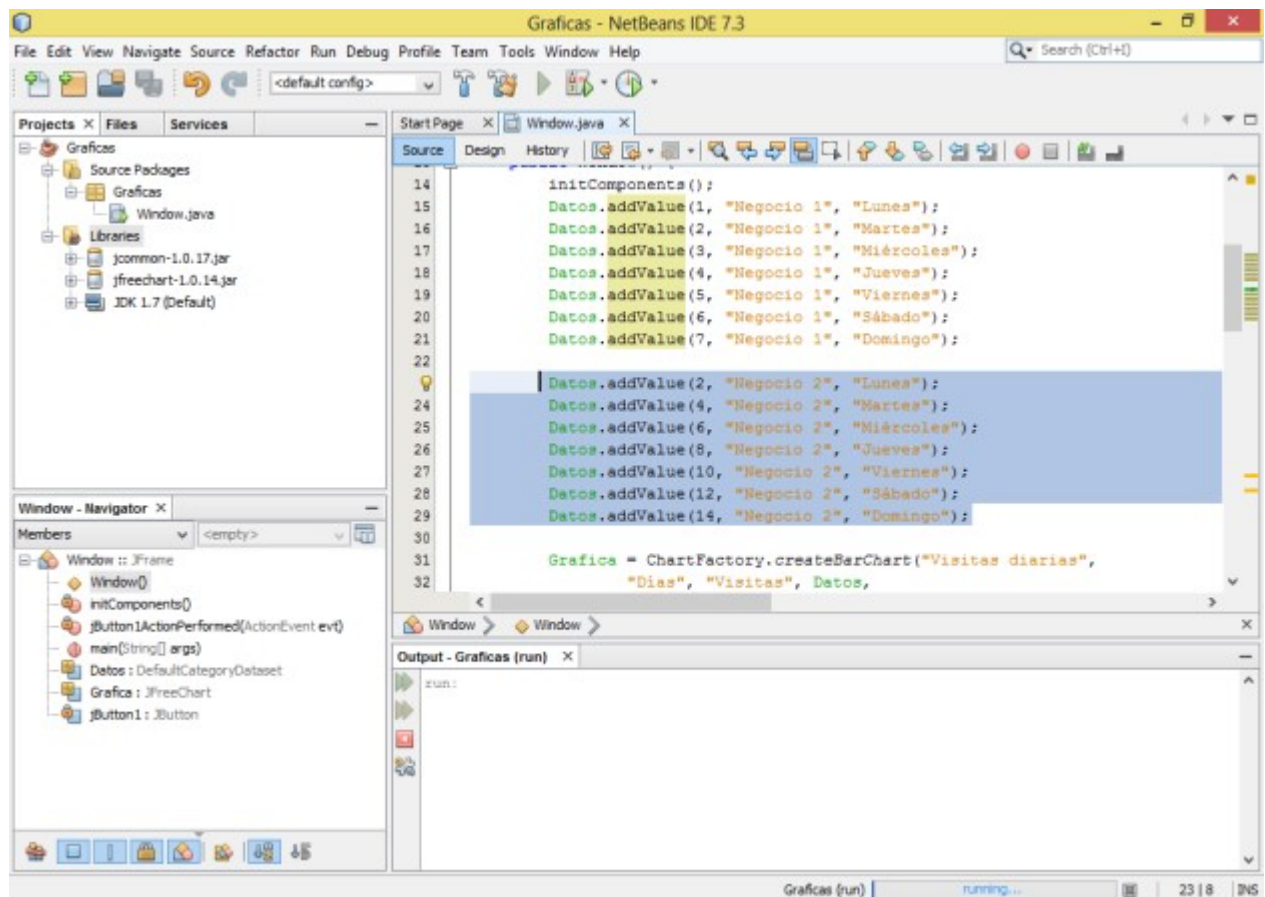 Graficas - NetBeans IDE 7.3
File Edit View Navigate Source Refactor Run Debug Profile Team Tools Window Help
Search (Ctrl+I)
<default config>
Projects Files Services
Graficas
Source Packages
Graficas
Window.java
Libraries
jcommon-1.0.17.jar
jfreechart-1.0.14.jar
JDK 1.7 (Default)
Start Page Window.java
Source Design History
14 initComponents();
15 Datos.addValue(1, "Negocio 1", "Lunes");
16 Datos.addValue(2, "Negocio 1", "Martes");
17 Datos.addValue(3, "Negocio 1", "Miércoles");
18 Datos.addValue(4, "Negocio 1", "Jueves");
19 Datos.addValue(5, "Negocio 1", "Viernes");
20 Datos.addValue(6, "Negocio 1", "Sábado");
21 Datos.addValue(7, "Negocio 1", "Domingo");
22
Datos.addValue(2, "Negocio 2", "Lunes");
24 Datos.addValue(4, "Negocio 2", "Martes");
25 Datos.addValue(6, "Negocio 2", "Miércoles");
26 Datos.addValue(8, "Negocio 2", "Jueves");
27 Datos.addValue(10, "Negocio 2", "Viernes");
28 Datos.addValue(12, "Negocio 2", "Sábado");
29 Datos.addValue(14, "Negocio 2", "Domingo");
30
31 Grafica = ChartFactory.createBarChart("Visitas diarias",
32 "Dias", "Visitas", Datos,
Window Window
Window - Navigator
Members <empty>
Window :: JFrame
Window()
initComponents()
jButton1ActionPerformed(ActionEvent evt)
main(String[] args)
Datos : DefaultCategoryDataset
Grafica : JFreeChart
jButton1 : JButton
Output - Graficas (run)
run:
Graficas (run) running... 23 | 8 INS